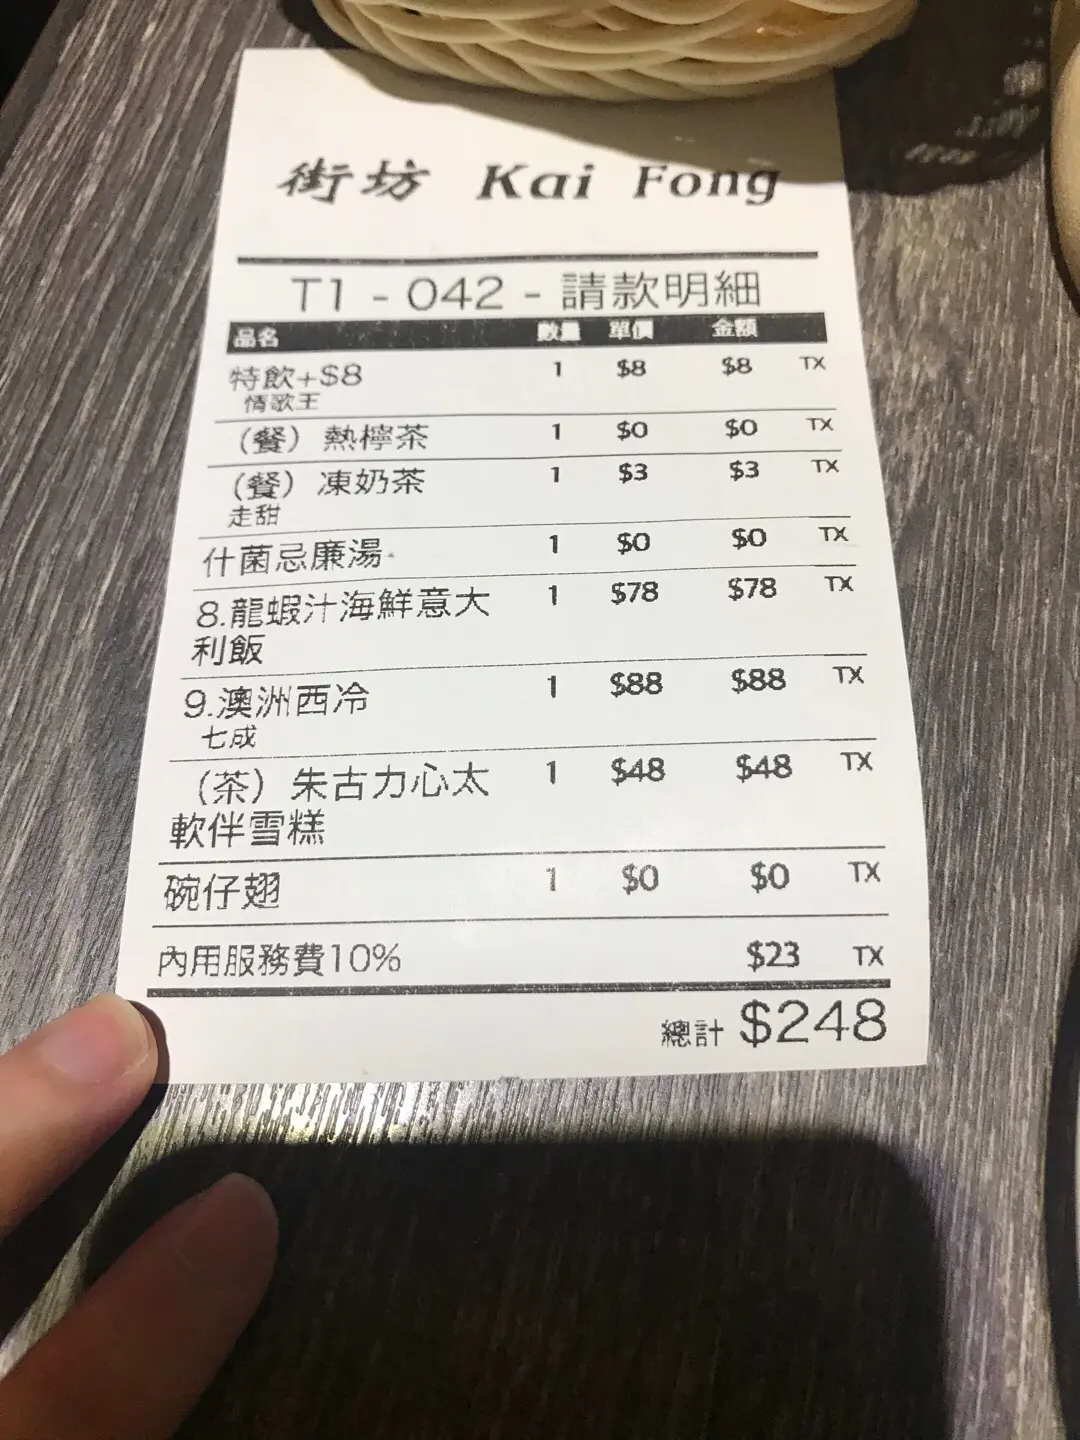 街坊 Kai Fong
T1 - 042 - 請款明細
品名 數量 單價 金額
特飲+$8 1 $8 $8 TX
情歌王
（餐）熱檸茶 1 $0 $0 TX
（餐）凍奶茶 1 $3 $3 TX
走甜
什菌忌廉湯 1 $0 $0 TX
8.龍蝦汁海鮮意大 1 $78 $78 TX
利飯
9.澳洲西冷 1 $88 $88 TX
七成
（茶）朱古力心太 1 $48 $48 TX
軟伴雪糕
碗仔翅 1 $0 $0 TX
內用服務費10% $23 TX
總計 $248